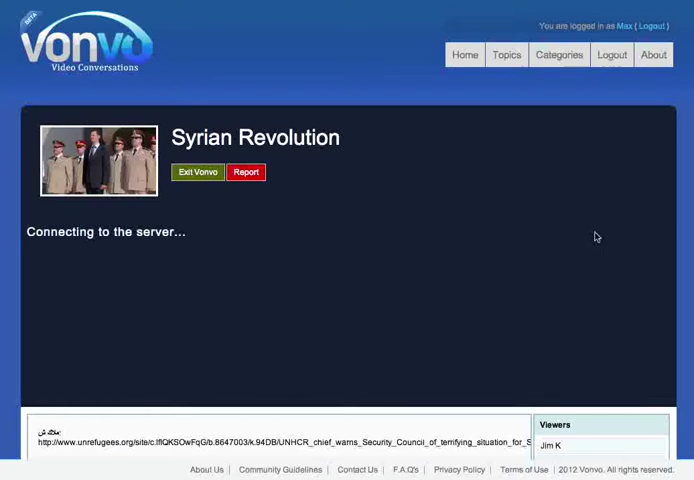 BETA
vonvo
Video Conversations
You are logged in as Max ( Logout )
Home Topics Categories Logout About
Syrian Revolution
Exit Vonvo Report
Connecting to the server...
ملاك ش:
http://www.unrefugees.org/site/c.lfIQKSOwFqG/b.8647003/k.94DB/UNHCR_chief_warns_Security_Council_of_terrifying_situation_for_S
Viewers
Jim K
About Us | Community Guidelines | Contact Us | F.A.Q's | Privacy Policy | Terms of Use | 2012 Vonvo. All rights reserved.